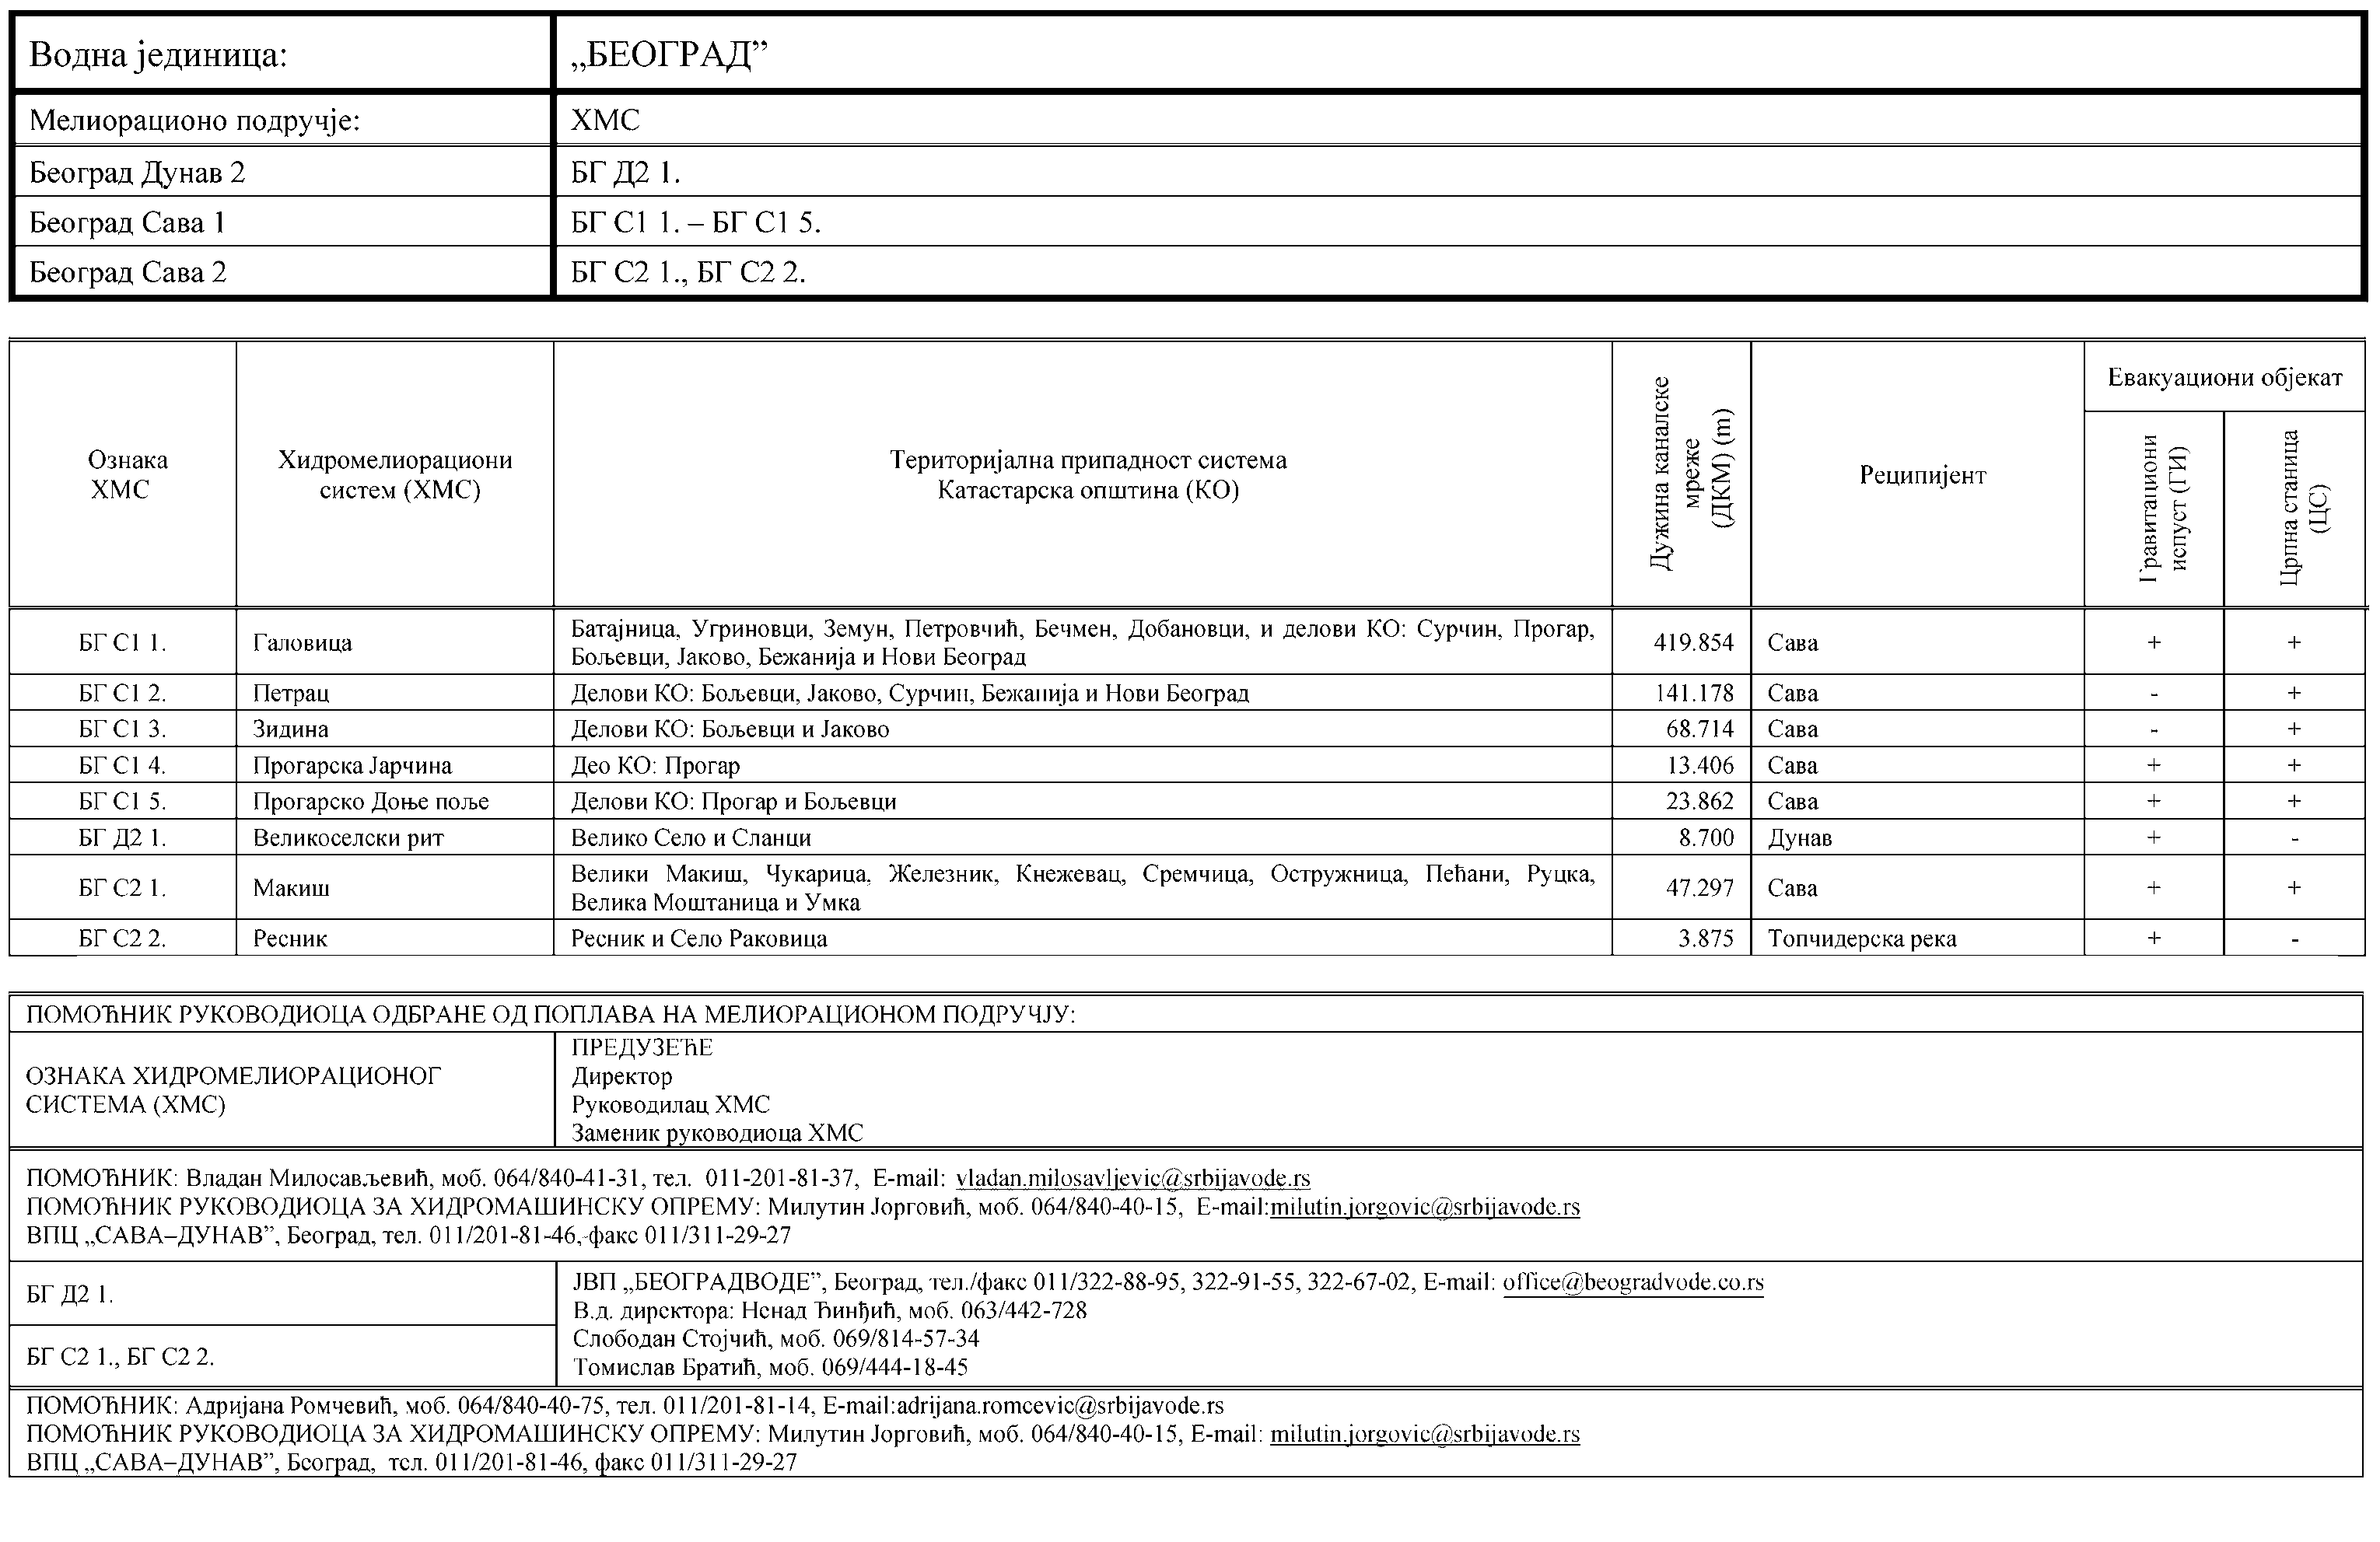 Водна јединица: „БЕОГРАД”
Мелиорационо подручје: ХМС
Београд Дунав 2 БГ Д2 1.
Београд Сава 1 БГ С1 1. – БГ С1 5.
Београд Сава 2 БГ С2 1., БГ С2 2.
Ознака ХМС
Хидромелиорациони систем (ХМС)
Територијална припадност система
Катастарска општина (КО)
Дужина каналске мреже (ДКМ) (m)
Реципијент
Евакуациони објекат
Гравитациони испуст (ГИ)
Црпна станица (ЦС)
БГ С1 1. Галовица Батајница, Угриновци, Земун, Петровчић, Бечмен, Добановци, и делови КО: Сурчин, Прогар, Бољевци, Јаково, Бежанија и Нови Београд 419.854 Сава + +
БГ С1 2. Петрац Делови КО: Бољевци, Јаково, Сурчин, Бежанија и Нови Београд 141.178 Сава - +
БГ С1 3. Зидина Делови КО: Бољевци и Јаково 68.714 Сава - +
БГ С1 4. Прогарска Јарчина Део КО: Прогар 13.406 Сава + +
БГ С1 5. Прогарско Доње поље Делови КО: Прогар и Бољевци 23.862 Сава + +
БГ Д2 1. Великоселски рит Велико Село и Сланци 8.700 Дунав + -
БГ С2 1. Макиш Велики Макиш, Чукарица, Железник, Кнежевац, Сремчица, Остружница, Пећани, Руцка, Велика Моштаница и Умка 47.297 Сава + +
БГ С2 2. Ресник Ресник и Село Раковица 3.875 Топчидерска река + -
ПОМОЋНИК РУКОВОДИОЦА ОДБРАНЕ ОД ПОПЛАВА НА МЕЛИОРАЦИОНОМ ПОДРУЧЈУ:
ОЗНАКА ХИДРОМЕЛИОРАЦИОНОГ
СИСТЕМА (ХМС)
ПРЕДУЗЕЋЕ
Директор
Руководилац ХМС
Заменик руководиоца ХМС
ПОМОЋНИК: Владан Милосављевић, моб. 064/840-41-31, тел. 011-201-81-37, E-mail: vladan.milosavljevic@srbijavode.rs
ПОМОЋНИК РУКОВОДИОЦА ЗА ХИДРОМАШИНСКУ ОПРЕМУ: Милутин Јорговић, моб. 064/840-40-15, E-mail:milutin.jorgovic@srbijavode.rs
ВПЦ „САВА–ДУНАВ”, Београд, тел. 011/201-81-46, факс 011/311-29-27
БГ Д2 1.
БГ С2 1., БГ С2 2.
ЈВП „БЕОГРАДВОДЕ”, Београд, тел./факс 011/322-88-95, 322-91-55, 322-67-02, E-mail: office@beogradvode.co.rs
В.д. директора: Ненад Ћинђић, моб. 063/442-728
Слободан Стојчић, моб. 069/814-57-34
Томислав Братић, моб. 069/444-18-45
ПОМОЋНИК: Адријана Ромчевић, моб. 064/840-40-75, тел. 011/201-81-14, E-mail:adrijana.romcevic@srbijavode.rs
ПОМОЋНИК РУКОВОДИОЦА ЗА ХИДРОМАШИНСКУ ОПРЕМУ: Милутин Јорговић, моб. 064/840-40-15, E-mail: milutin.jorgovic@srbijavode.rs
ВПЦ „САВА–ДУНАВ”, Београд, тел. 011/201-81-46, факс 011/311-29-27